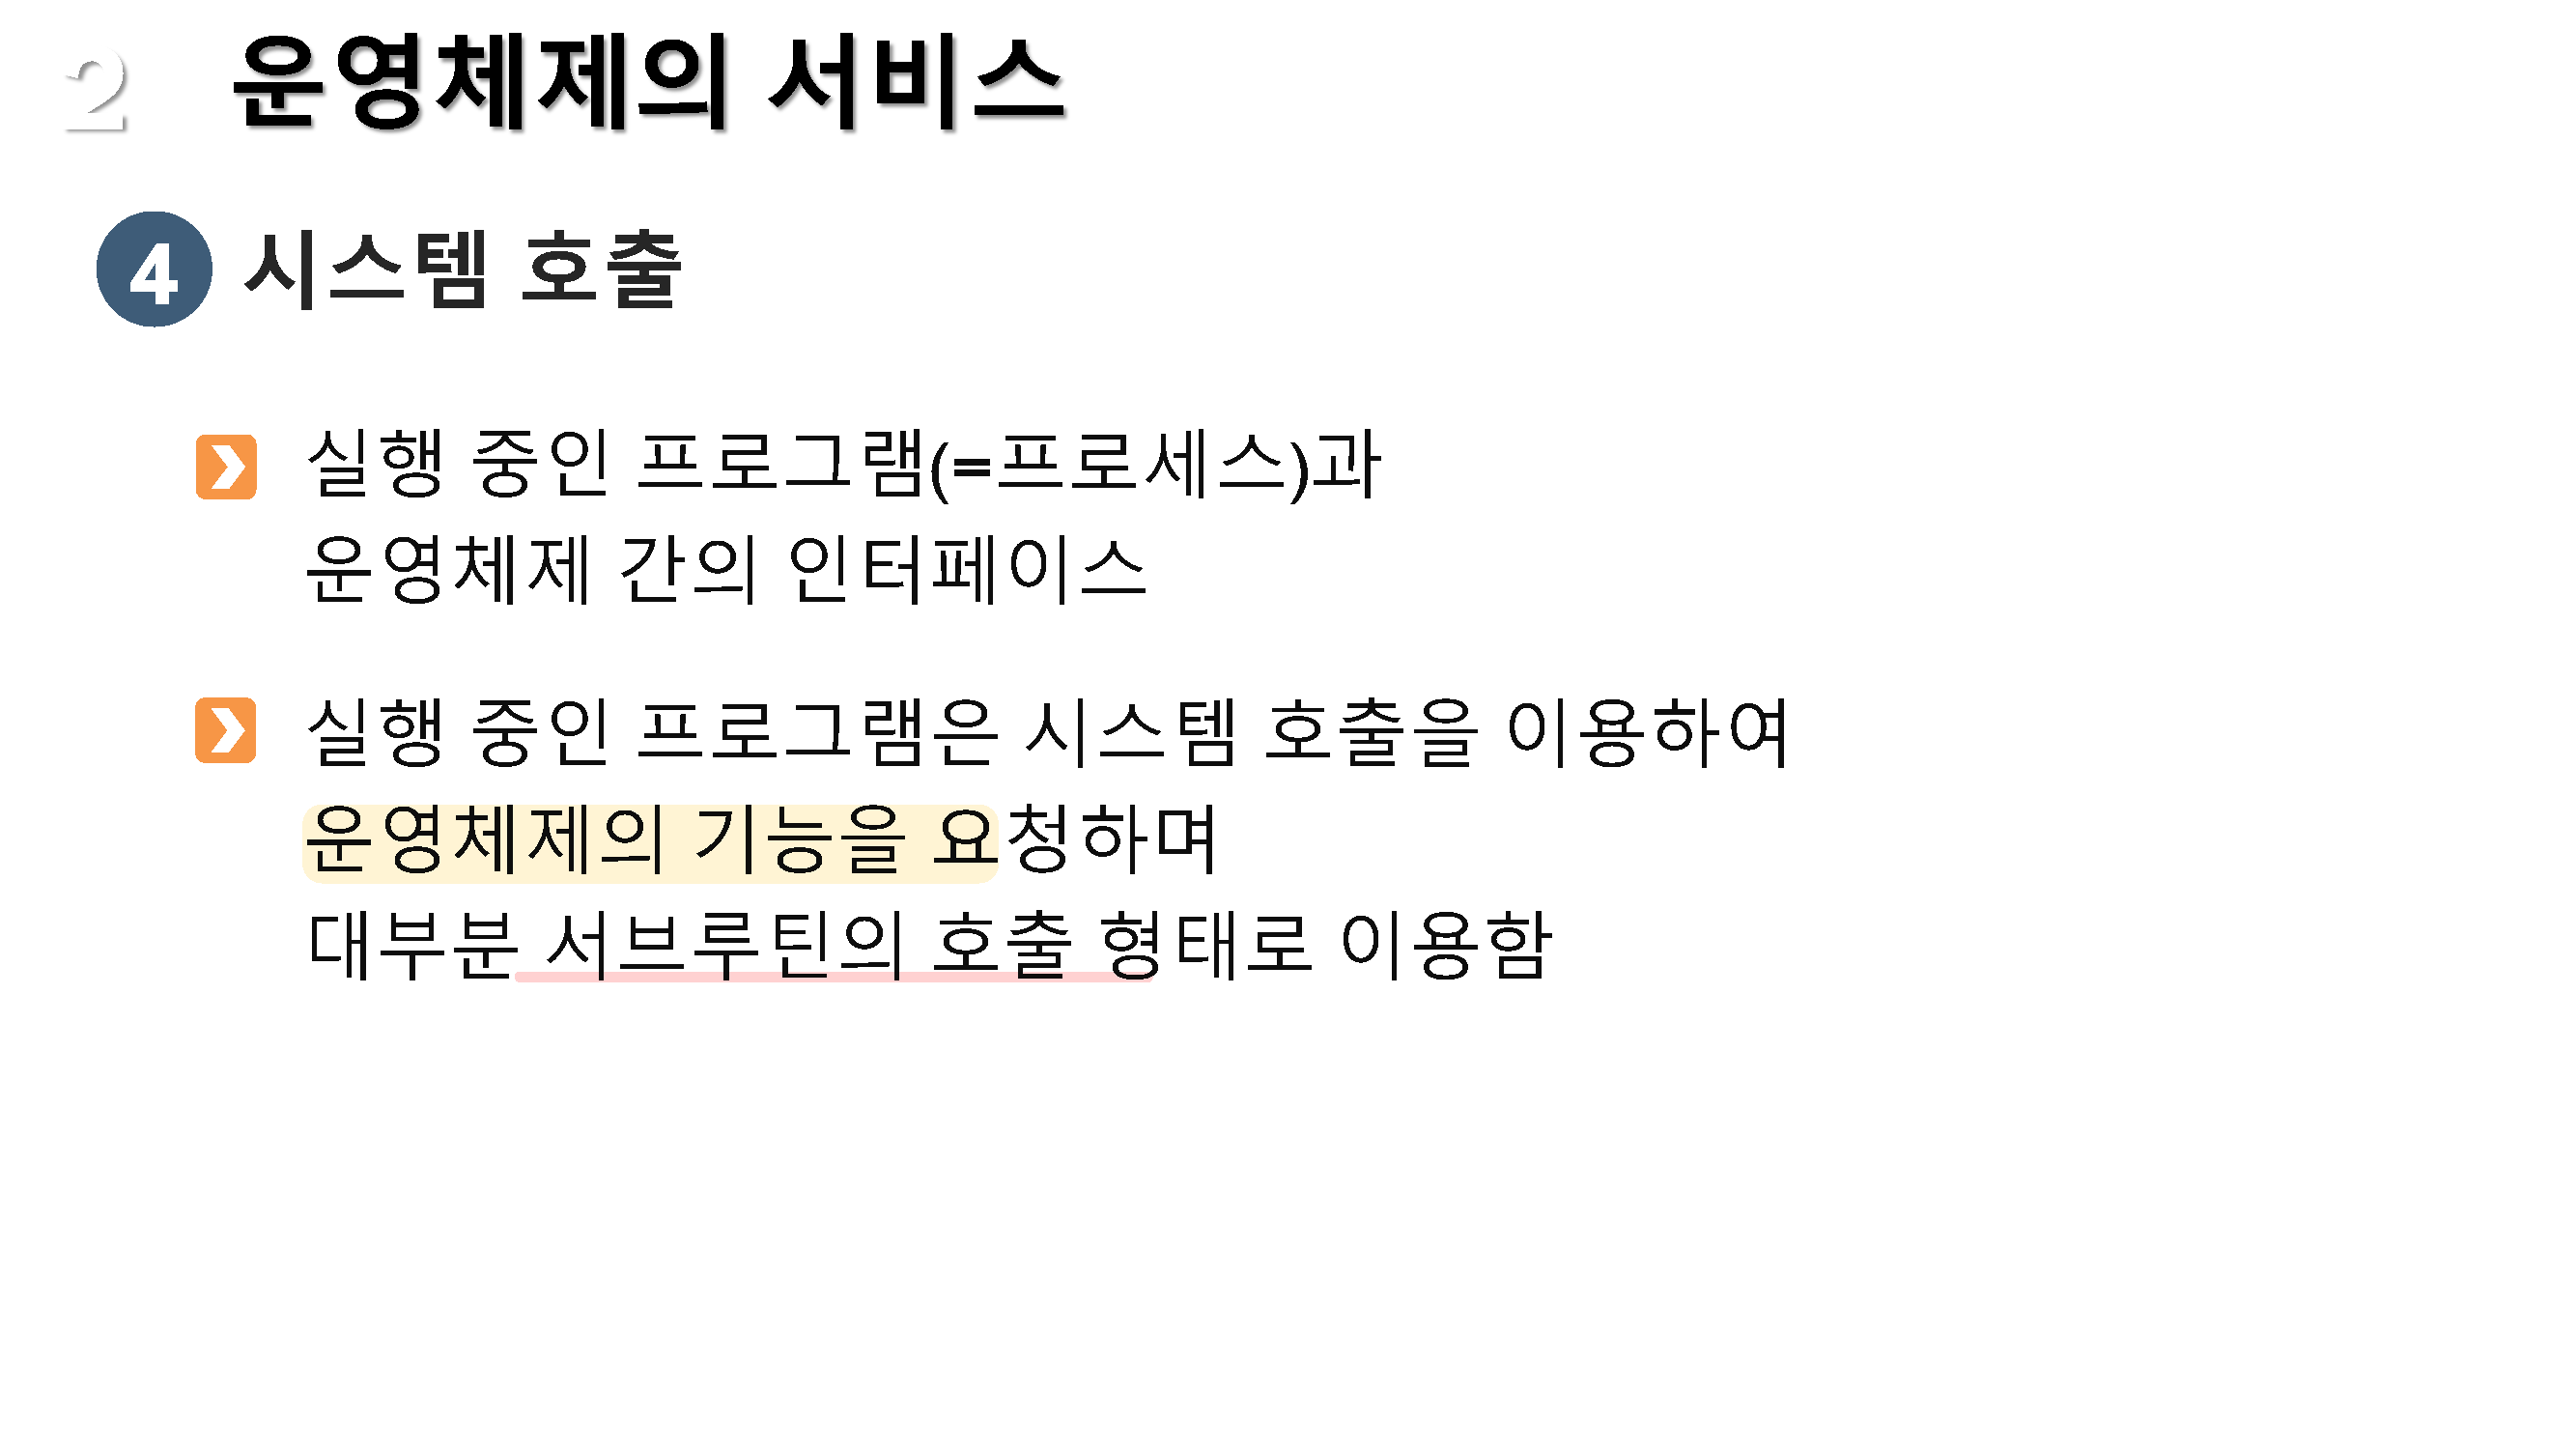 2 운영체제의 서비스
4 시스템 호출
실행 중인 프로그램(=프로세스)과
운영체제 간의 인터페이스
실행 중인 프로그램은 시스템 호출을 이용하여
운영체제의 기능을 요청하며
대부분 서브루틴의 호출 형태로 이용함